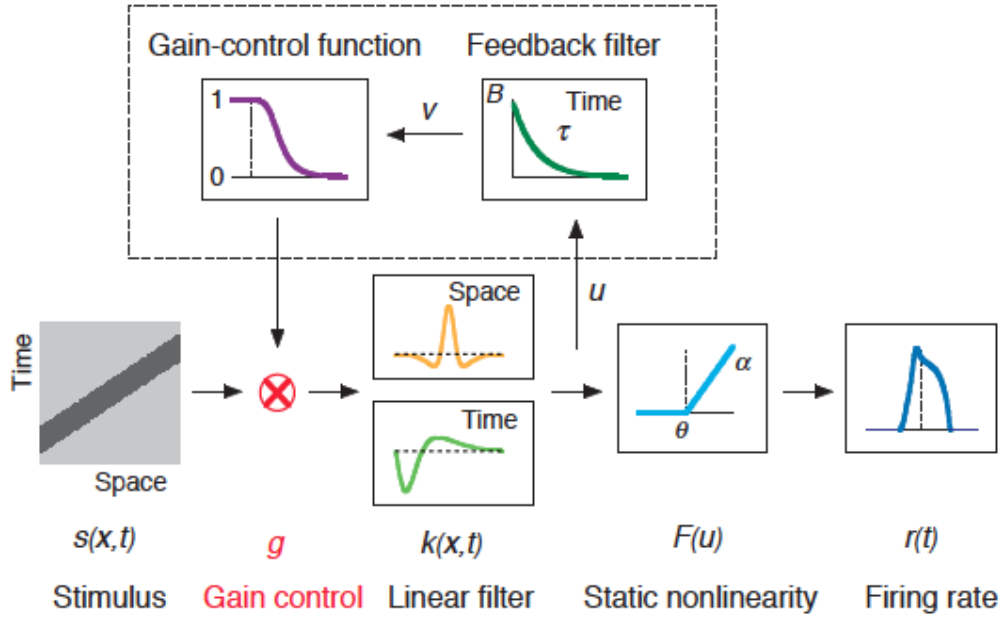 Gain-control function Feedback filter
1
0
v
B Time
τ
Space
u
Time
Space
Time
α
θ
s(x,t) g k(x,t) F(u) r(t)
Stimulus Gain control Linear filter Static nonlinearity Firing rate